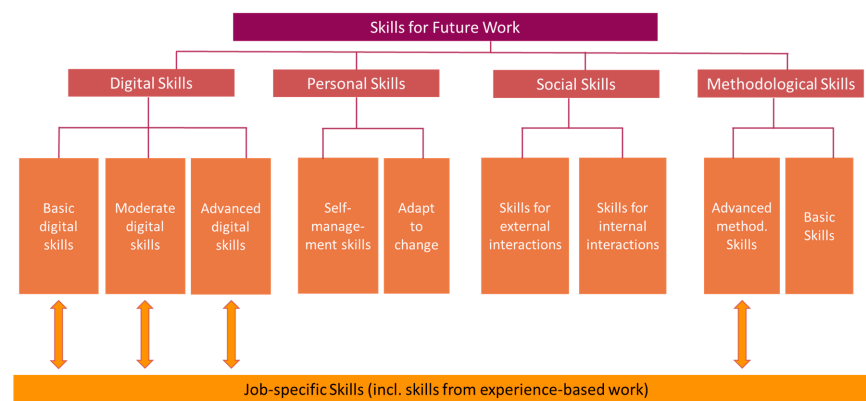 Skills for Future Work
Digital Skills
Personal Skills
Social Skills
Methodological Skills
Basic
digital
skills
Moderate
digital
skills
Advanced
digital
skills
Self-
manage-
ment skills
Adapt to
change
Skills for
external
interactions
Skills for
internal
interactions
Advanced
method.
Skills
Basic
Skills
Job-specific Skills (incl. skills from experience-based work)